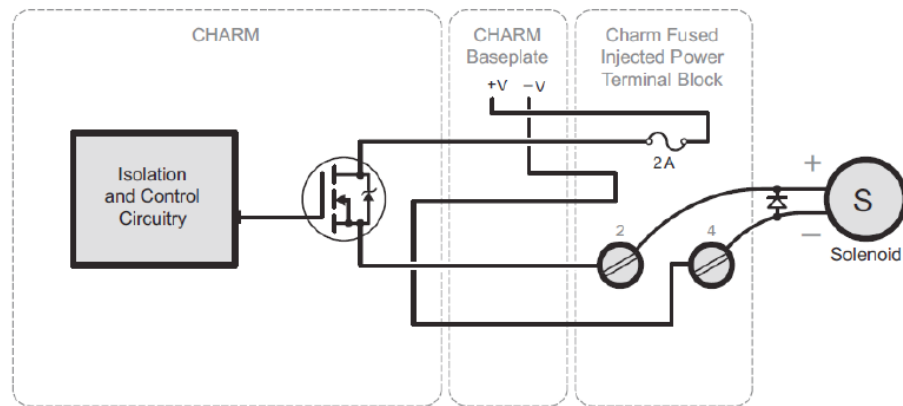 CHARM
CHARM
Baseplate
Charm Fused
Injected Power
Terminal Block
+V
−V
2A
Isolation
and Control
Circuitry
+
S
−
Solenoid
2
4